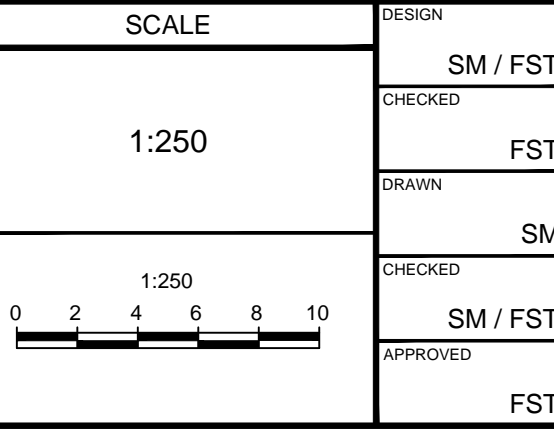 SCALE
1:250
1:250
0 2 4 6 8 10
DESIGN
SM / FST
CHECKED
FST
DRAWN
SM
CHECKED
SM / FST
APPROVED
FST